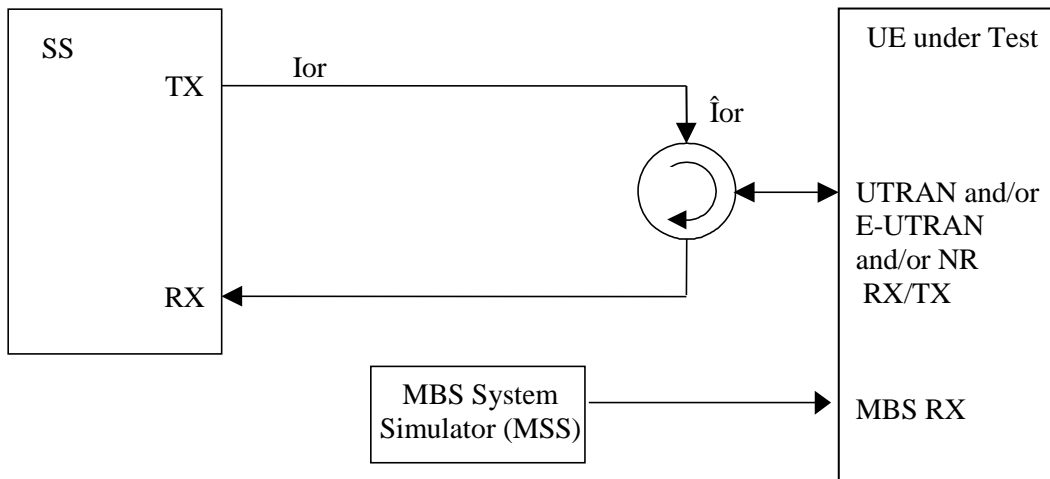 SS
UE under Test
TX
Ior
Îor
UTRAN and/or
E-UTRAN
and/or NR
RX/TX
RX
MBS System
Simulator (MSS)
MBS RX